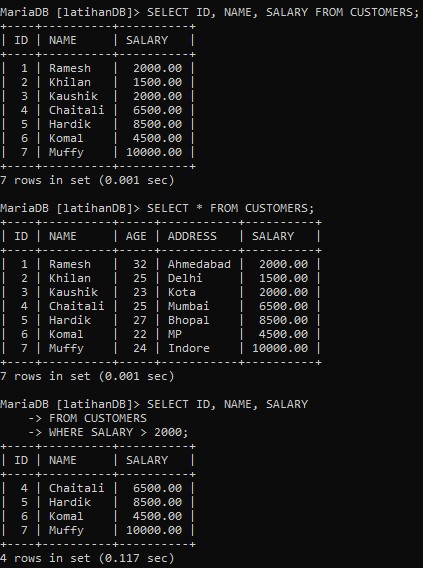 MariaDB [latihanDB]> SELECT ID, NAME, SALARY FROM CUSTOMERS;
+----+----------+----------+
| ID | NAME     | SALARY   |
+----+----------+----------+
|  1 | Ramesh   |  2000.00 |
|  2 | Khilan   |  1500.00 |
|  3 | Kaushik  |  2000.00 |
|  4 | Chaitali |  6500.00 |
|  5 | Hardik   |  8500.00 |
|  6 | Komal    |  4500.00 |
|  7 | Muffy    | 10000.00 |
+----+----------+----------+
7 rows in set (0.001 sec)

MariaDB [latihanDB]> SELECT * FROM CUSTOMERS;
+----+----------+-----+-----------+----------+
| ID | NAME     | AGE | ADDRESS   | SALARY   |
+----+----------+-----+-----------+----------+
|  1 | Ramesh   |  32 | Ahmedabad |  2000.00 |
|  2 | Khilan   |  25 | Delhi     |  1500.00 |
|  3 | Kaushik  |  23 | Kota      |  2000.00 |
|  4 | Chaitali |  25 | Mumbai    |  6500.00 |
|  5 | Hardik   |  27 | Bhopal    |  8500.00 |
|  6 | Komal    |  22 | MP        |  4500.00 |
|  7 | Muffy    |  24 | Indore    | 10000.00 |
+----+----------+-----+-----------+----------+
7 rows in set (0.001 sec)

MariaDB [latihanDB]> SELECT ID, NAME, SALARY
    -> FROM CUSTOMERS
    -> WHERE SALARY > 2000;
+----+----------+----------+
| ID | NAME     | SALARY   |
+----+----------+----------+
|  4 | Chaitali |  6500.00 |
|  5 | Hardik   |  8500.00 |
|  6 | Komal    |  4500.00 |
|  7 | Muffy    | 10000.00 |
+----+----------+----------+
4 rows in set (0.117 sec)